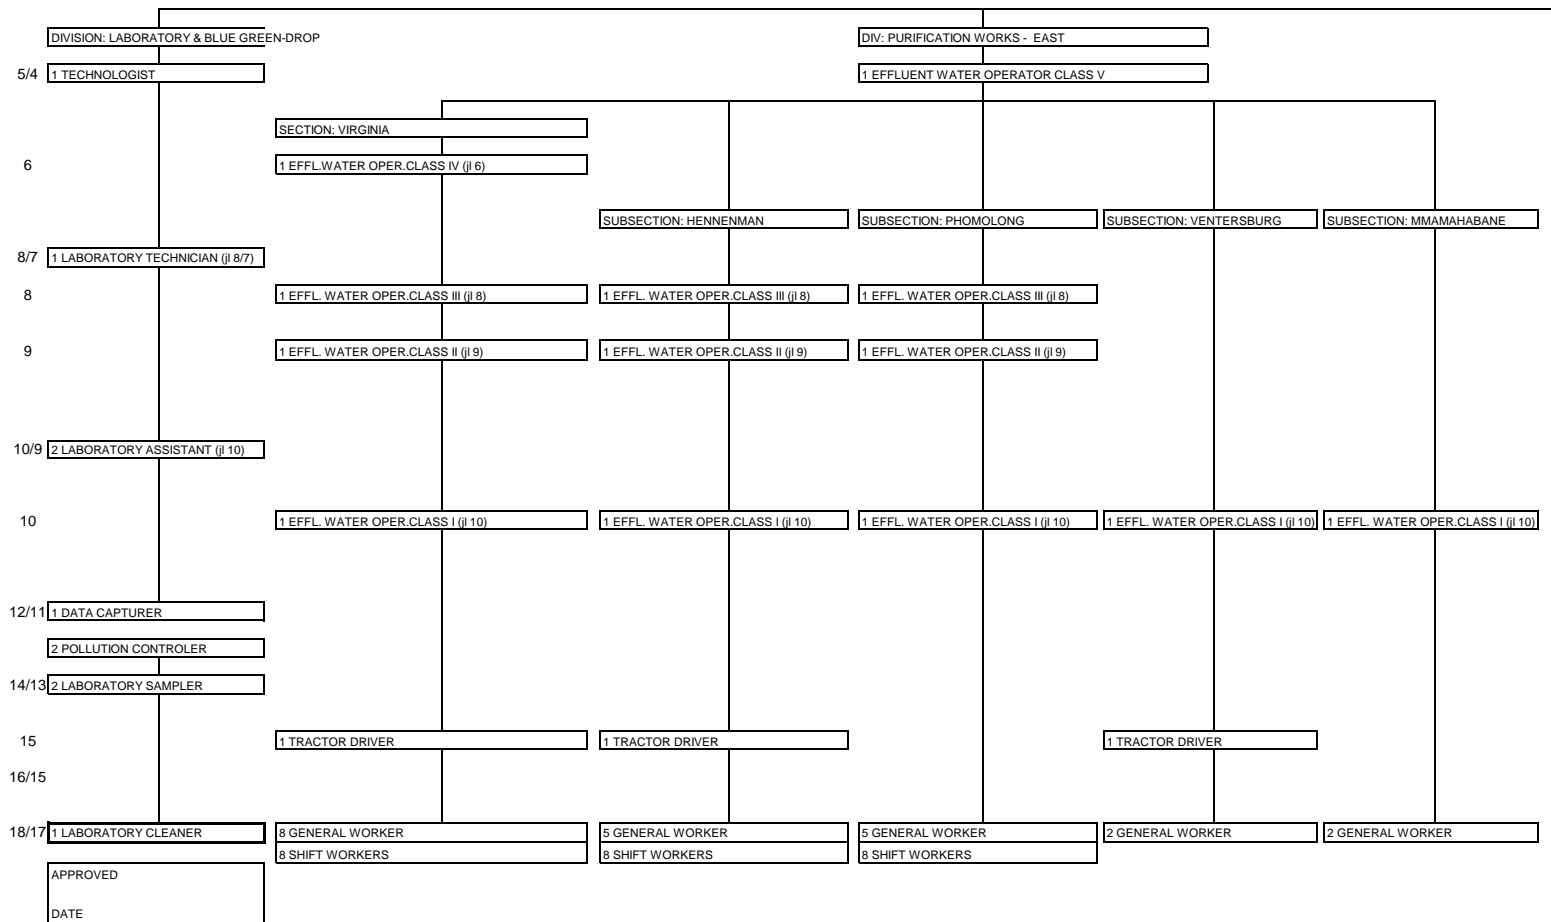 DIVISION: LABORATORY & BLUE GREEN-DROP
DIV: PURIFICATION WORKS - EAST
5/4
1 TECHNOLOGIST
1 EFFLUENT WATER OPERATOR CLASS V
SECTION: VIRGINIA
6
1 EFFL.WATER OPER.CLASS IV (jl 6)
SUBSECTION: HENNENMAN
SUBSECTION: PHOMOLONG
SUBSECTION: VENTERSBURG
SUBSECTION: MMAMAHABANE
8/7
1 LABORATORY TECHNICIAN (jl 8/7)
8
1 EFFL. WATER OPER.CLASS III (jl 8)
1 EFFL. WATER OPER.CLASS III (jl 8)
1 EFFL. WATER OPER.CLASS III (jl 8)
9
1 EFFL. WATER OPER.CLASS II (jl 9)
1 EFFL. WATER OPER.CLASS II (jl 9)
1 EFFL. WATER OPER.CLASS II (jl 9)
10/9
2 LABORATORY ASSISTANT (jl 10)
10
1 EFFL. WATER OPER.CLASS I (jl 10)
1 EFFL. WATER OPER.CLASS I (jl 10)
1 EFFL. WATER OPER.CLASS I (jl 10)
1 EFFL. WATER OPER.CLASS I (jl 10)
1 EFFL. WATER OPER.CLASS I (jl 10)
12/11
1 DATA CAPTURER
2 POLLUTION CONTROLER
14/13
2 LABORATORY SAMPLER
15
1 TRACTOR DRIVER
1 TRACTOR DRIVER
1 TRACTOR DRIVER
16/15
18/17
1 LABORATORY CLEANER
8 GENERAL WORKER
5 GENERAL WORKER
5 GENERAL WORKER
2 GENERAL WORKER
2 GENERAL WORKER
8 SHIFT WORKERS
8 SHIFT WORKERS
8 SHIFT WORKERS
APPROVED
DATE